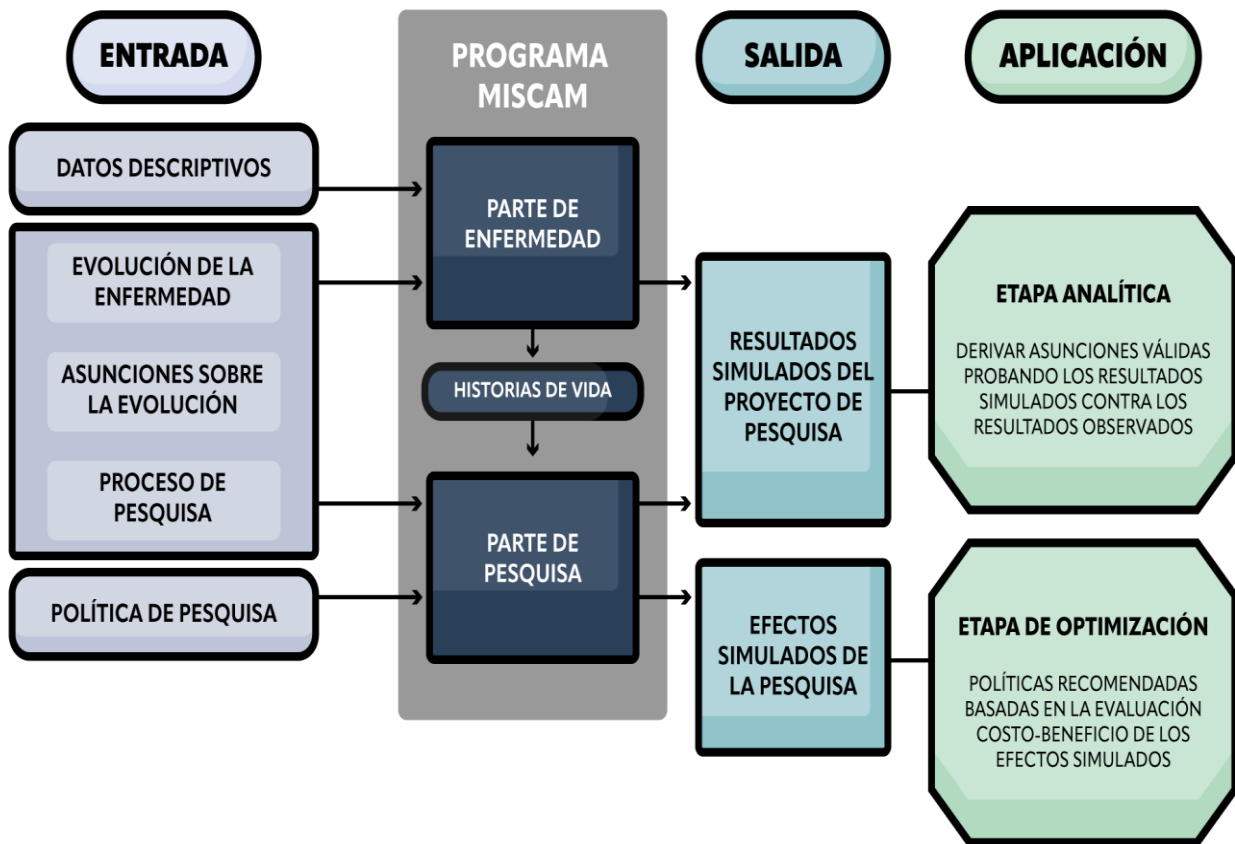 ENTRADA
PROGRAMA
MISCAM
SALIDA
APLICACIÓN
DATOS DESCRIPTIVOS
EVOLUCIÓN DE LA
ENFERMEDAD
ASUNCIONES SOBRE
LA EVOLUCIÓN
PROCESO DE
PESQUISA
POLÍTICA DE PESQUISA
PARTE DE
ENFERMEDAD
HISTORIAS DE VIDA
PARTE DE
PESQUISA
RESULTADOS
SIMULADOS DEL
PROYECTO DE
PESQUISA
EFECTOS
SIMULADOS DE
LA PESQUISA
ETAPA ANALÍTICA
DERIVAR ASUNCIONES VÁLIDAS
PROBANDO LOS RESULTADOS
SIMULADOS CONTRA LOS
RESULTADOS OBSERVADOS
ETAPA DE OPTIMIZACIÓN
POLÍTICAS RECOMENDADAS
BASADAS EN LA EVALUACIÓN
COSTO-BENEFICIO DE LOS
EFECTOS SIMULADOS